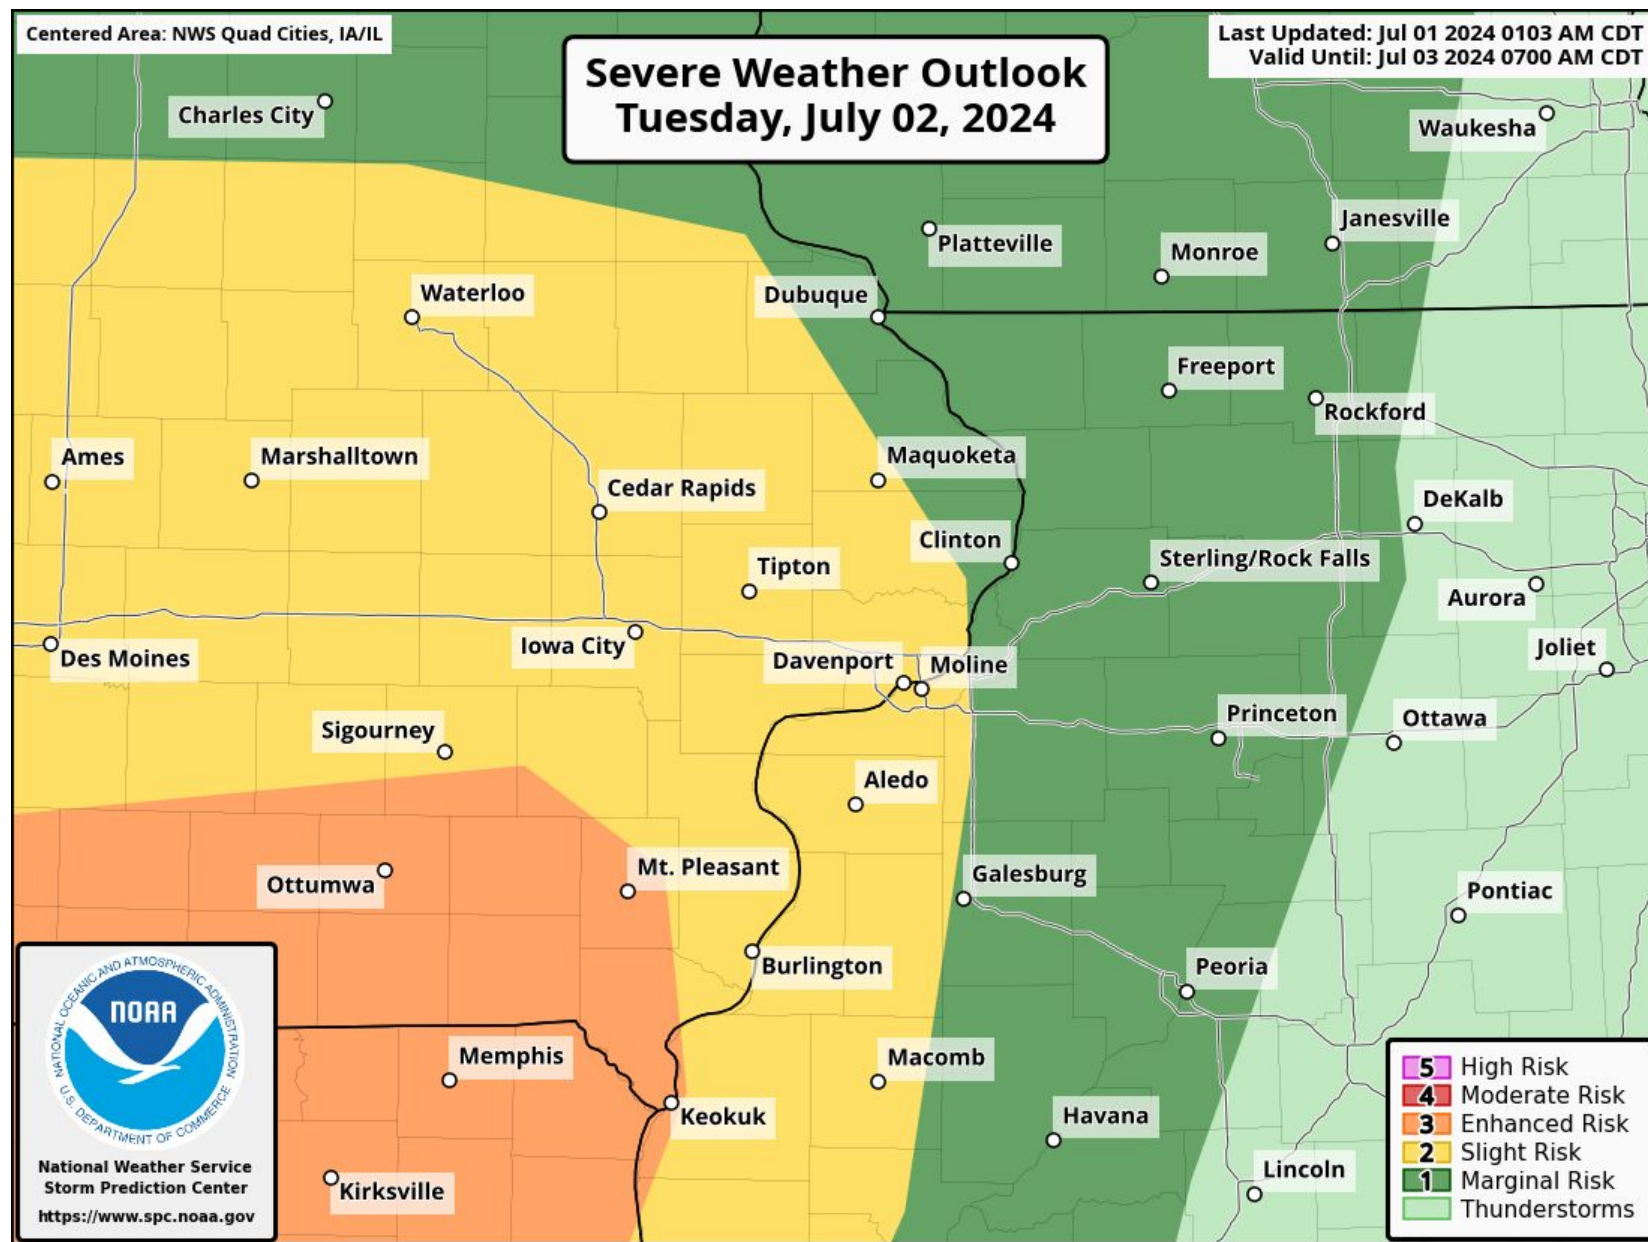 Centered Area: NWS Quad Cities, IA/IL
Severe Weather Outlook
Tuesday, July 02, 2024
Last Updated: Jul 01 2024 0103 AM CDT
Valid Until: Jul 03 2024 0700 AM CDT
Charles City
Waukesha
Platteville
Janesville
Monroe
Waterloo
Dubuque
Freeport
Rockford
Ames
Marshalltown
Maquoketa
Cedar Rapids
DeKalb
Clinton
Tipton
Sterling/Rock Falls
Aurora
Iowa City
Des Moines
Davenport
Moline
Joliet
Sigourney
Princeton
Ottawa
Aledo
Ottumwa
Mt. Pleasant
Galesburg
Pontiac
Burlington
Peoria
Memphis
Macomb
Keokuk
Havana
Kirksville
Lincoln
NATIONAL OCEANIC AND ATMOSPHERIC ADMINISTRATION
NOAA
U.S. DEPARTMENT OF COMMERCE
National Weather Service
Storm Prediction Center
https://www.spc.noaa.gov
5 High Risk
4 Moderate Risk
3 Enhanced Risk
2 Slight Risk
1 Marginal Risk
Thunderstorms